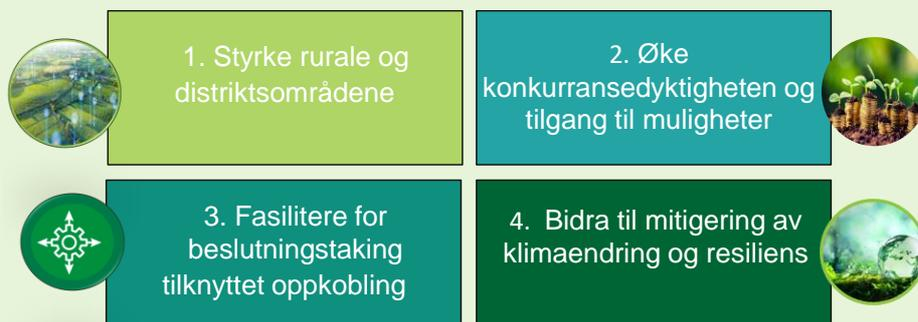 1. Styrke rurale og
distriktsområdene
2. Øke
konkurransedyktigheten og
tilgang til muligheter
3. Fasilitere for
beslutningstaking
tilknyttet oppkobling
4. Bidra til mitigering av
klimaendring og resiliens